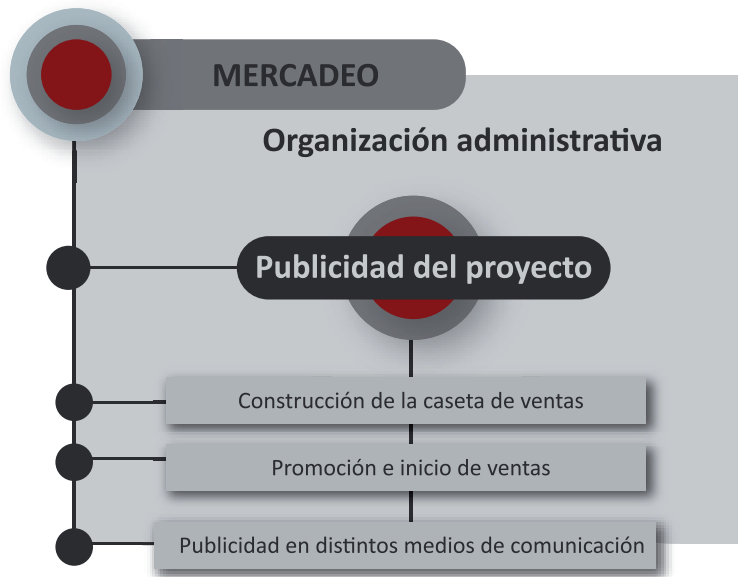 MERCADEO
Organización administrativa
Publicidad del proyecto
Construcción de la caseta de ventas
Promoción e inicio de ventas
Publicidad en distintos medios de comunicación